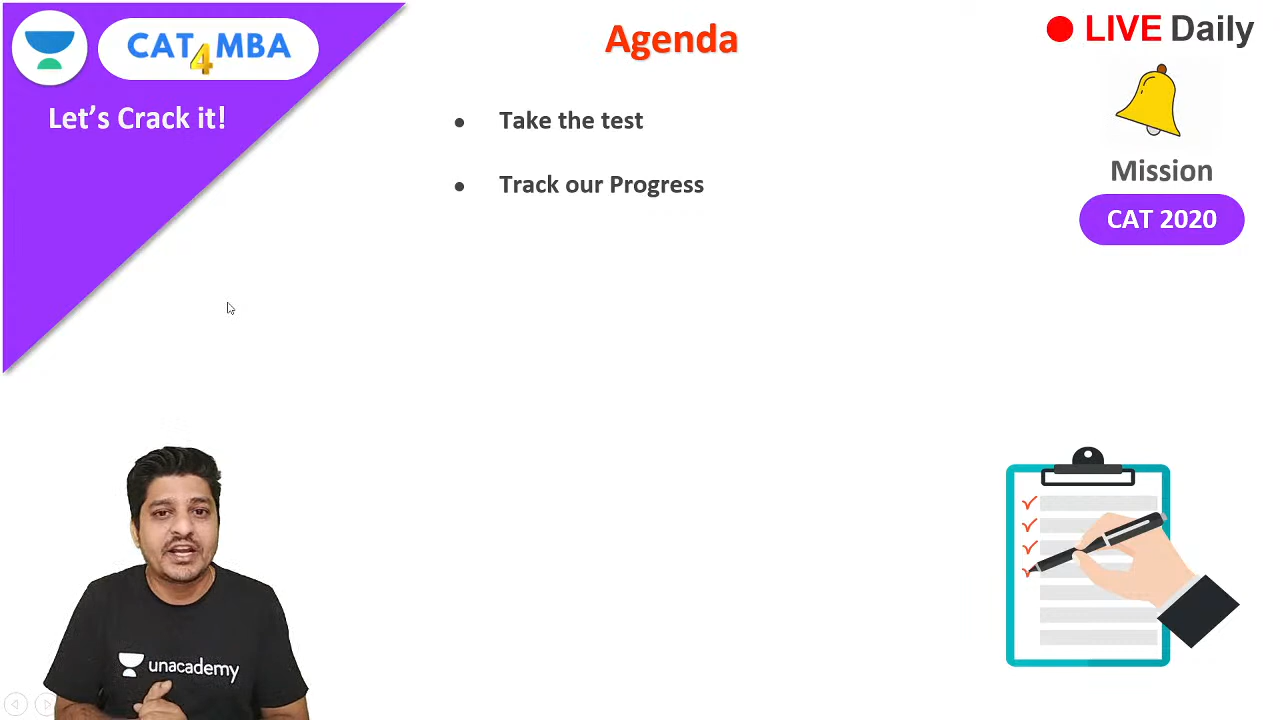 CAT4MBA
Let's Crack it!
Agenda
• Take the test
• Track our Progress
LIVE Daily
Mission
CAT 2020
unacademy